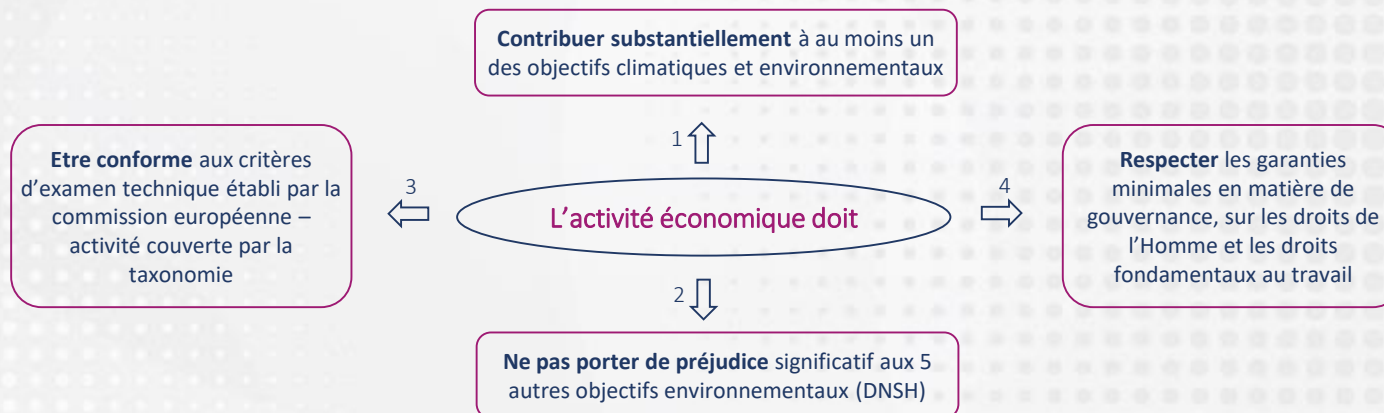 Contribuer substantiellement à au moins un
des objectifs climatiques et environnementaux
1
Etre conforme aux critères
d’examen technique établi par la
commission européenne –
activité couverte par la
taxonomie
3
L’activité économique doit
4
Respecter les garanties
minimales en matière de
gouvernance, sur les droits de
l’Homme et les droits
fondamentaux au travail
2
Ne pas porter de préjudice significatif aux 5
autres objectifs environnementaux (DNSH)